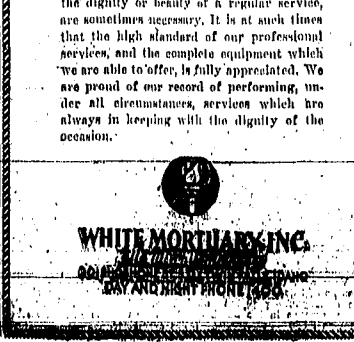 the dignity or beauty of a regular service,
are sometimes necessary. It is at such times
that the high standard of our professional
services, and the complete equipment which
we are able to offer, is fully appreciated. We
are proud of our record of performing, un-
der all circumstances, services which are
always in keeping with the dignity of the
occasion.
WHITE MORTUARY, INC.
DAY AND NIGHT PHONE